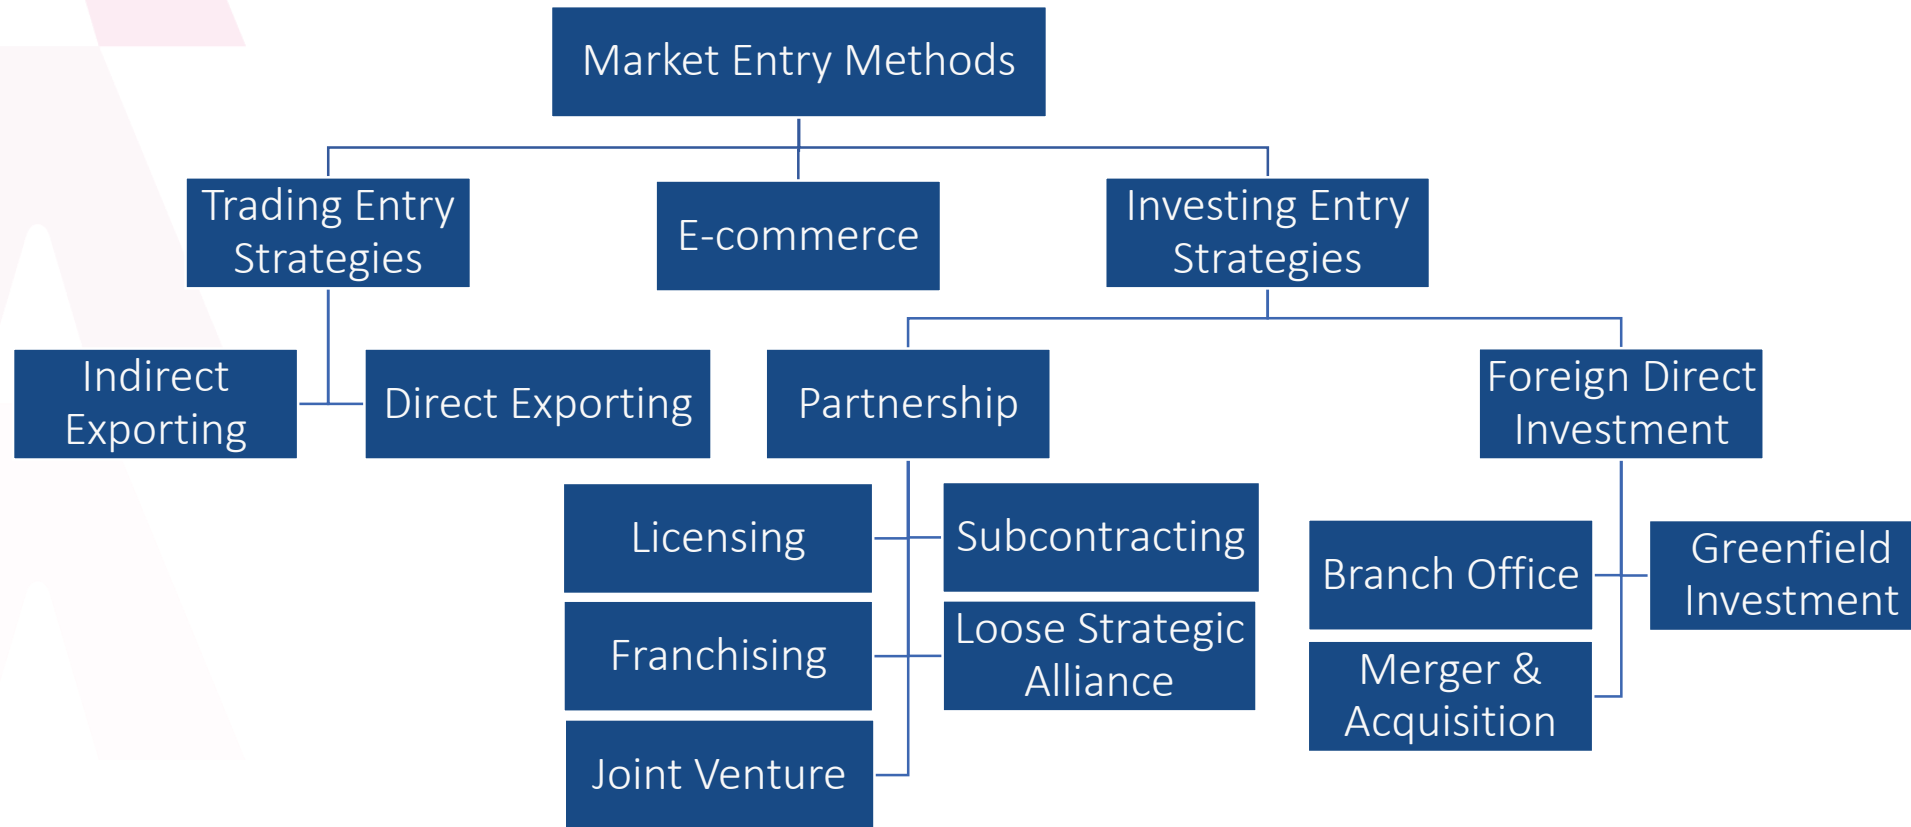 Market Entry Methods
Trading Entry
Strategies
E-commerce
Investing Entry
Strategies
Indirect
Exporting
Direct Exporting
Partnership
Foreign Direct
Investment
Licensing
Subcontracting
Franchising
Loose Strategic
Alliance
Joint Venture
Branch Office
Greenfield
Investment
Merger &
Acquisition